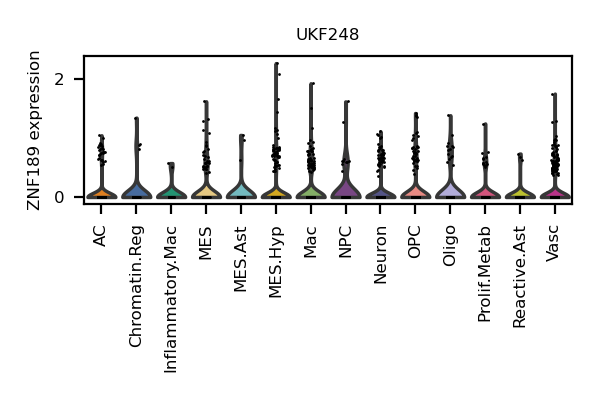 UKF248
ZNF189 expression
2
0
AC
Chromatin.Reg
Inflammatory.Mac
MES
MES.Ast
MES.Hyp
Mac
NPC
Neuron
OPC
Oligo
Prolif.Metab
Reactive.Ast
Vasc